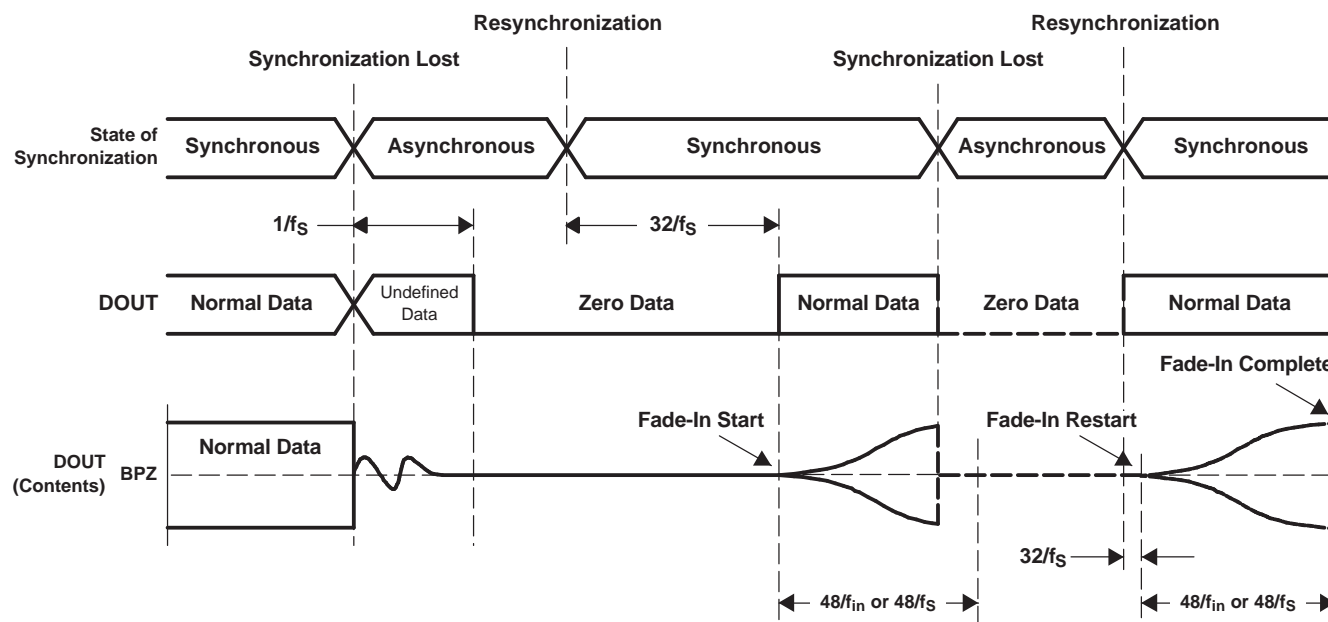 Resynchronization
Resynchronization
Synchronization Lost
Synchronization Lost
State of
Synchronization
Synchronous
Asynchronous
Synchronous
Asynchronous
Synchronous
1/fS
32/fS
DOUT
Normal Data
Undefined
Data
Zero Data
Normal Data
Zero Data
Normal Data
Fade-In Complete
Fade-In Start
Fade-In Restart
Normal Data
DOUT
(Contents)
BPZ
32/fS
48/fin or 48/fS
48/fin or 48/fS